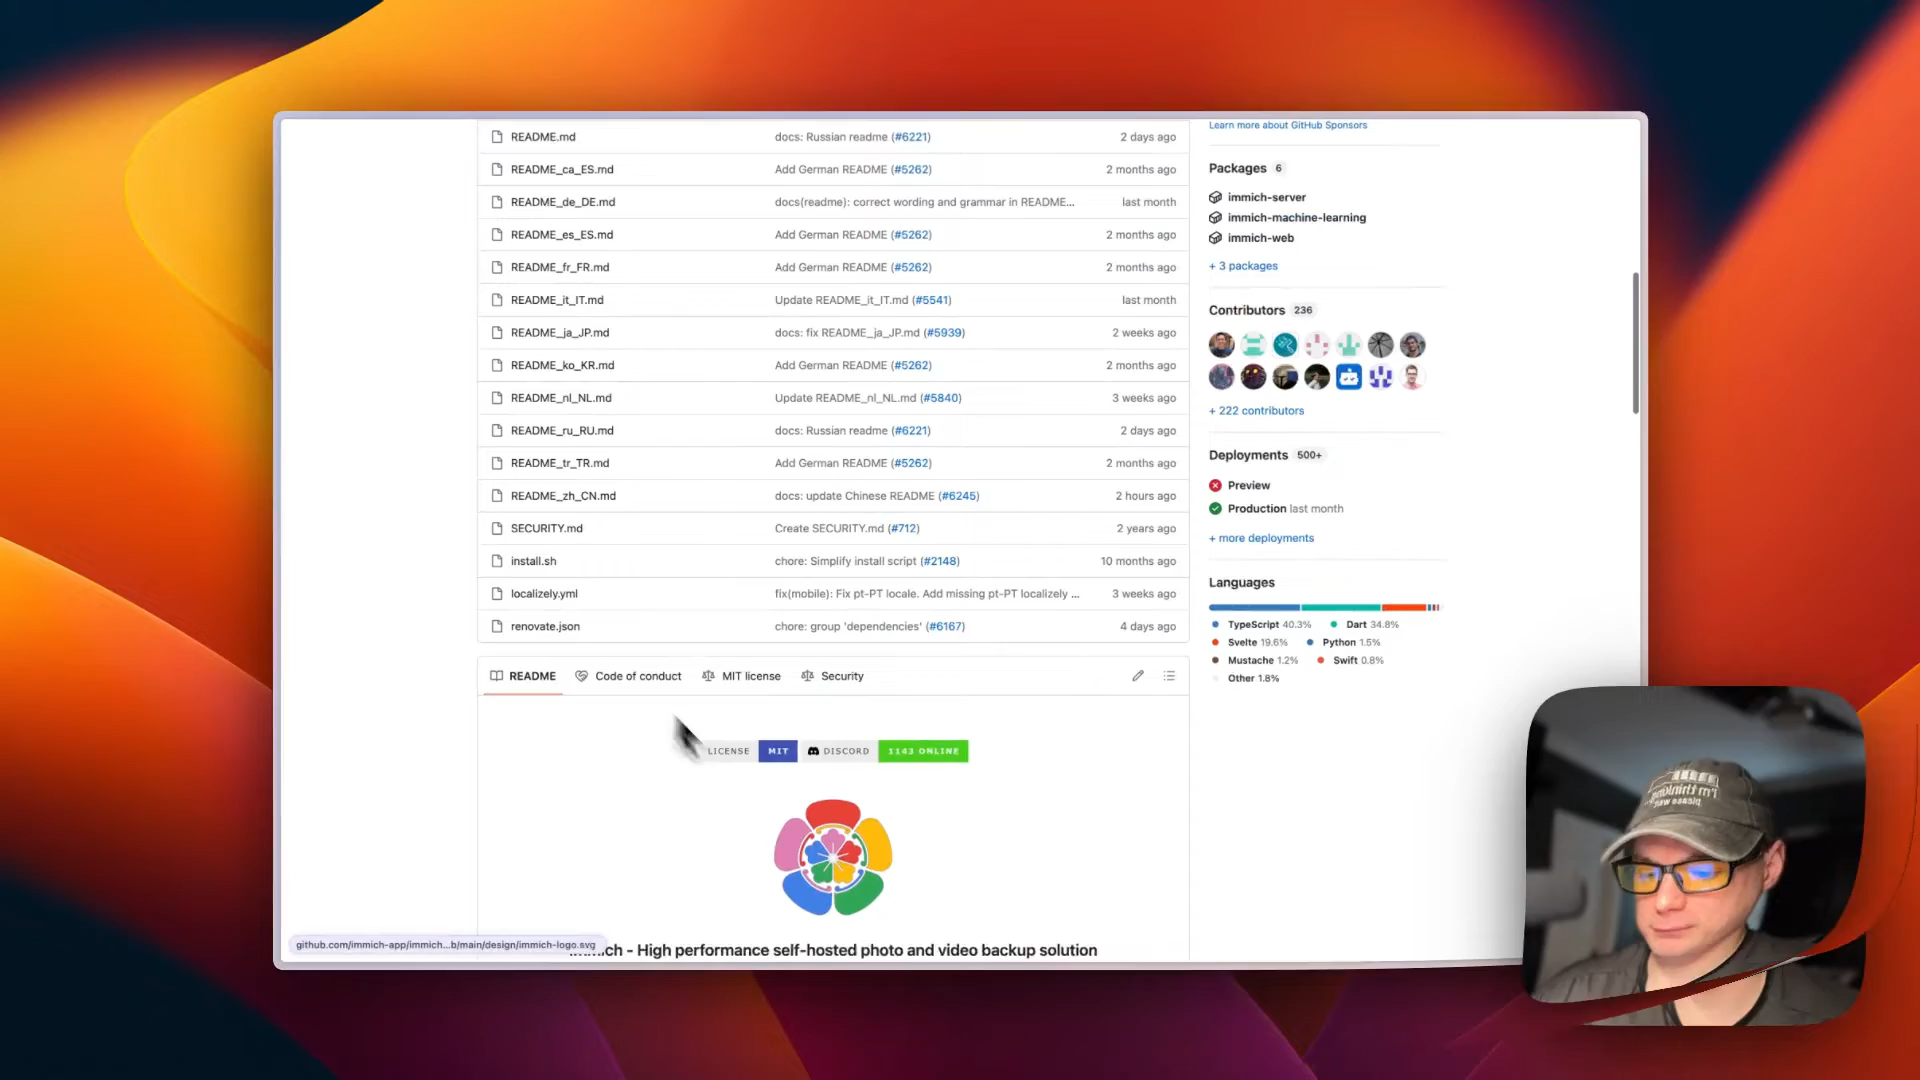 README.md docs: Russian readme (#6221) 2 days ago
README_ca_ES.md Add German README (#5262) 2 months ago
README_de_DE.md docs(readme): correct wording and grammar in README... last month
README_es_ES.md Add German README (#5262) 2 months ago
README_fr_FR.md Add German README (#5262) 2 months ago
README_it_IT.md Update README_it_IT.md (#5541) last month
README_ja_JP.md docs: fix README_ja_JP.md (#5939) 2 weeks ago
README_ko_KR.md Add German README (#5262) 2 months ago
README_nl_NL.md Update README_nl_NL.md (#5840) 3 weeks ago
README_ru_RU.md docs: Russian readme (#6221) 2 days ago
README_tr_TR.md Add German README (#5262) 2 months ago
README_zh_CN.md docs: update Chinese README (#6245) 2 hours ago
SECURITY.md Create SECURITY.md (#712) 2 years ago
install.sh chore: Simplify install script (#2148) 10 months ago
localizely.yml fix(mobile): Fix pt-PT locale. Add missing pt-PT localizely ... 3 weeks ago
renovate.json chore: group 'dependencies' (#6167) 4 days ago
README Code of conduct MIT license Security
LICENSE MIT DISCORD 1143 ONLINE
- High performance self-hosted photo and video backup solution
github.com/immich-app/immich...b/main/design/immich-logo.svg
Learn more about GitHub Sponsors
Packages 6
immich-server
immich-machine-learning
immich-web
+ 3 packages
Contributors 236
+ 222 contributors
Deployments 500+
Preview
Production last month
+ more deployments
Languages
TypeScript 40.3% Dart 34.8%
Svelte 19.6% Python 1.5%
Mustache 1.2% Swift 0.8%
Other 1.8%
I'm thinking...
please wait